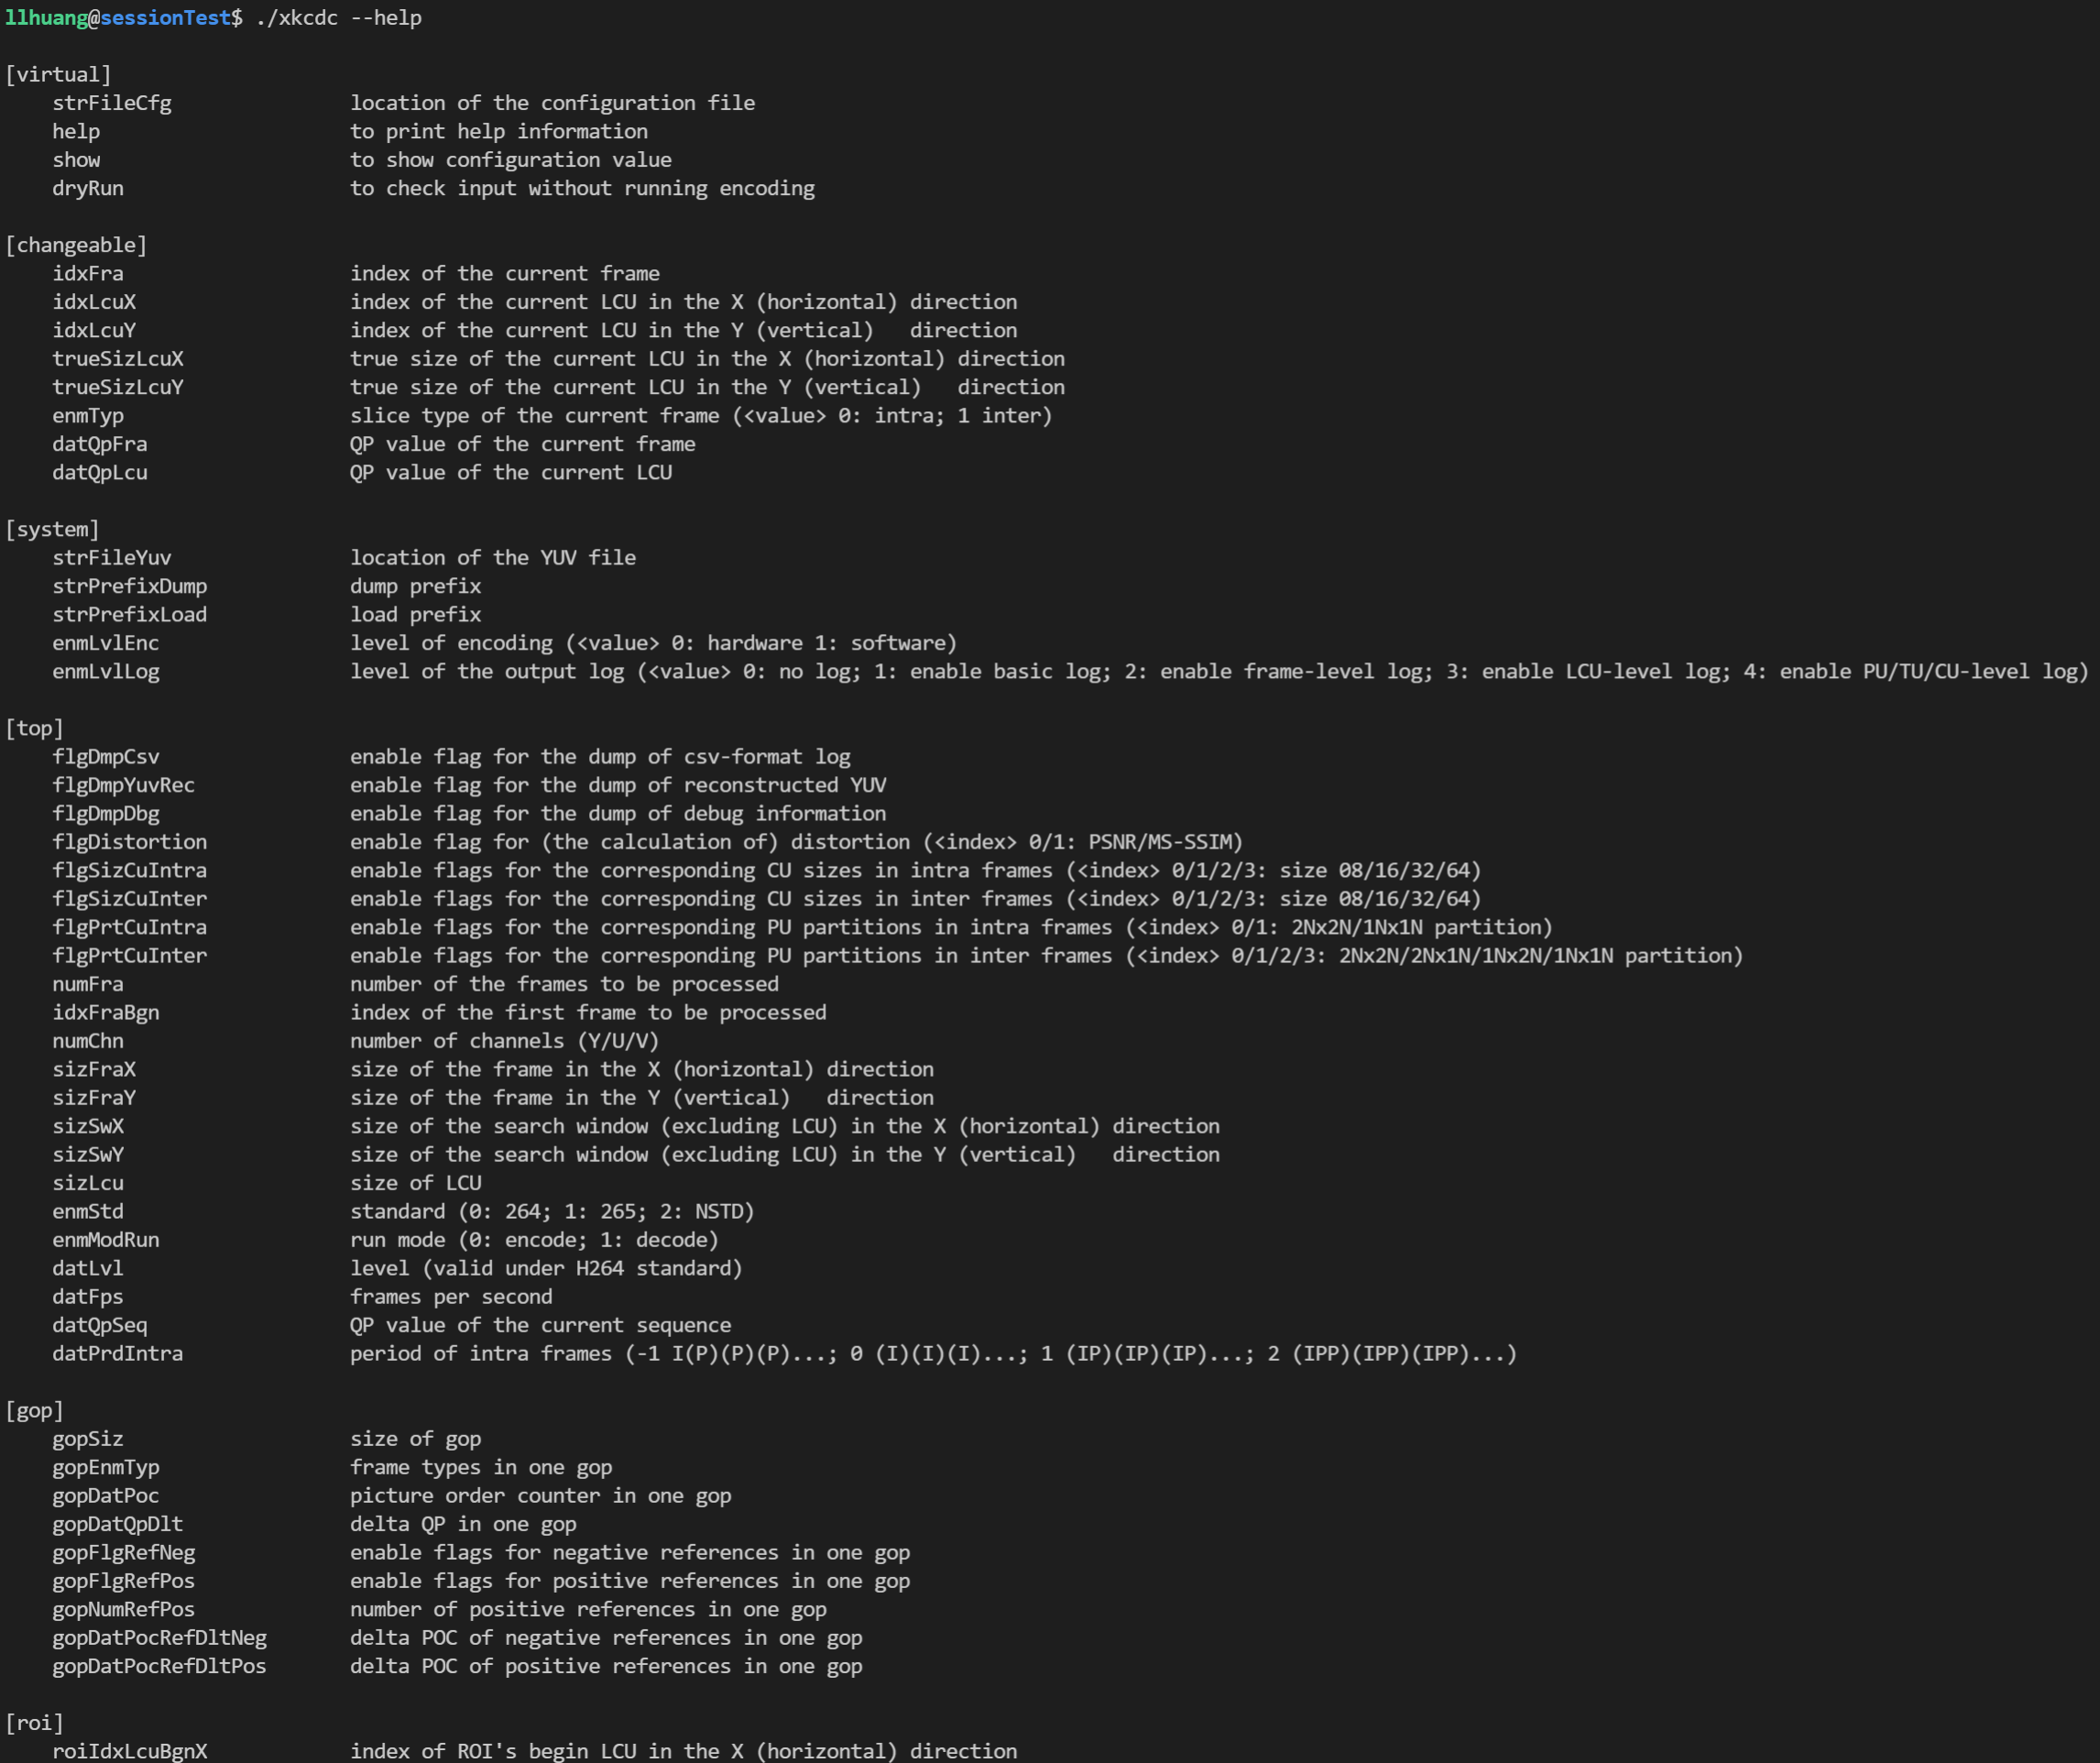 llhuang@sessionTest$ ./xkcdc --help
[virtual]
strFileCfg location of the configuration file
help to print help information
show to show configuration value
dryRun to check input without running encoding
[changeable]
idxFra index of the current frame
idxLcuX index of the current LCU in the X (horizontal) direction
idxLcuY index of the current LCU in the Y (vertical) direction
trueSizLcuX true size of the current LCU in the X (horizontal) direction
trueSizLcuY true size of the current LCU in the Y (vertical) direction
enmTyp slice type of the current frame (<value> 0: intra; 1 inter)
datQpFra QP value of the current frame
datQpLcu QP value of the current LCU
[system]
strFileYuv location of the YUV file
strPrefixDump dump prefix
strPrefixLoad load prefix
enmLvlEnc level of encoding (<value> 0: hardware 1: software)
enmLvlLog level of the output log (<value> 0: no log; 1: enable basic log; 2: enable frame-level log; 3: enable LCU-level log; 4: enable PU/TU/CU-level log)
[top]
flgDmpCsv enable flag for the dump of csv-format log
flgDmpYuvRec enable flag for the dump of reconstructed YUV
flgDmpDbg enable flag for the dump of debug information
flgDistortion enable flag for (the calculation of) distortion (<index> 0/1: PSNR/MS-SSIM)
flgSizCuIntra enable flags for the corresponding CU sizes in intra frames (<index> 0/1/2/3: size 08/16/32/64)
flgSizCuInter enable flags for the corresponding CU sizes in inter frames (<index> 0/1/2/3: size 08/16/32/64)
flgPrtCuIntra enable flags for the corresponding PU partitions in intra frames (<index> 0/1: 2Nx2N/1Nx1N partition)
flgPrtCuInter enable flags for the corresponding PU partitions in inter frames (<index> 0/1/2/3: 2Nx2N/2Nx1N/1Nx2N/1Nx1N partition)
numFra number of the frames to be processed
idxFraBgn index of the first frame to be processed
numChn number of channels (Y/U/V)
sizFraX size of the frame in the X (horizontal) direction
sizFraY size of the frame in the Y (vertical) direction
sizSwX size of the search window (excluding LCU) in the X (horizontal) direction
sizSwY size of the search window (excluding LCU) in the Y (vertical) direction
sizLcu size of LCU
enmStd standard (0: 264; 1: 265; 2: NSTD)
enmModRun run mode (0: encode; 1: decode)
datLvl level (valid under H264 standard)
datFps frames per second
datQpSeq QP value of the current sequence
datPrdIntra period of intra frames (-1 I(P)(P)(P)...; 0 (I)(I)(I)...; 1 (IP)(IP)(IP)...; 2 (IPP)(IPP)(IPP)...)
[gop]
gopSiz size of gop
gopEnmTyp frame types in one gop
gopDatPoc picture order counter in one gop
gopDatQpDlt delta QP in one gop
gopFlgRefNeg enable flags for negative references in one gop
gopFlgRefPos enable flags for positive references in one gop
gopNumRefPos number of positive references in one gop
gopDatPocRefDltNeg delta POC of negative references in one gop
gopDatPocRefDltPos delta POC of positive references in one gop
[roi]
roiIdxLcuBgnX index of ROI's begin LCU in the X (horizontal) direction